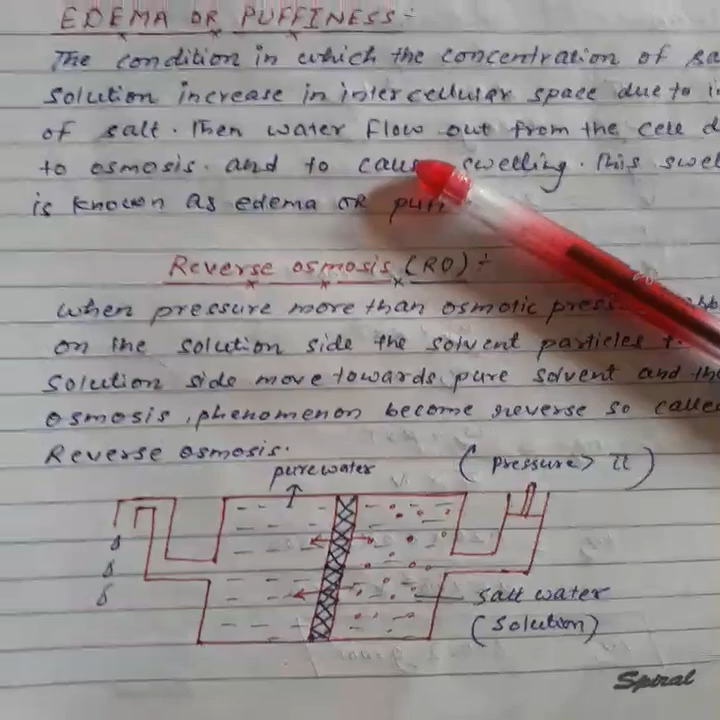 EDEMA OR PUFFINESS:-
The condition in which the concentration of
solution increase in intercellular space due to
of salt. Then water flow out from the cell
to osmosis. and to swelling. This
is known as edema OR
Reverse osmosis (RO) :-
when pressure more than osmotic
on the solution side the solvent particles
solution side move towards pure solvent and
osmosis, phenomenon become reverse so
Reverse osmosis.
pure water
(pressure > π)
salt water
(solution)
Spiral